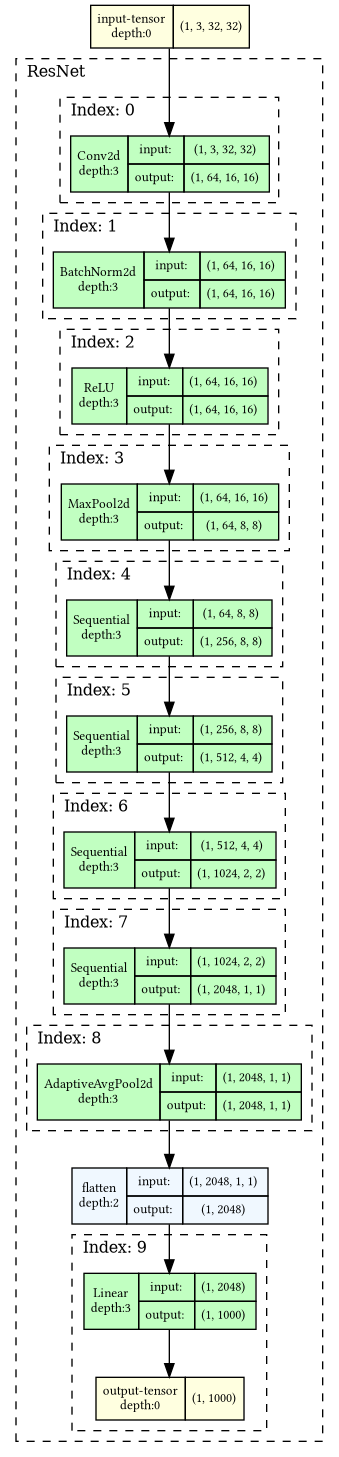 input-tensor
depth:0
(1, 3, 32, 32)
ResNet
Index: 0
Conv2d
depth:3
input:
(1, 3, 32, 32)
output:
(1, 64, 16, 16)
Index: 1
BatchNorm2d
depth:3
input:
(1, 64, 16, 16)
output:
(1, 64, 16, 16)
Index: 2
ReLU
depth:3
input:
(1, 64, 16, 16)
output:
(1, 64, 16, 16)
Index: 3
MaxPool2d
depth:3
input:
(1, 64, 16, 16)
output:
(1, 64, 8, 8)
Index: 4
Sequential
depth:3
input:
(1, 64, 8, 8)
output:
(1, 256, 8, 8)
Index: 5
Sequential
depth:3
input:
(1, 256, 8, 8)
output:
(1, 512, 4, 4)
Index: 6
Sequential
depth:3
input:
(1, 512, 4, 4)
output:
(1, 1024, 2, 2)
Index: 7
Sequential
depth:3
input:
(1, 1024, 2, 2)
output:
(1, 2048, 1, 1)
Index: 8
AdaptiveAvgPool2d
depth:3
input:
(1, 2048, 1, 1)
output:
(1, 2048, 1, 1)
flatten
depth:2
input:
(1, 2048, 1, 1)
output:
(1, 2048)
Index: 9
Linear
depth:3
input:
(1, 2048)
output:
(1, 1000)
output-tensor
depth:0
(1, 1000)